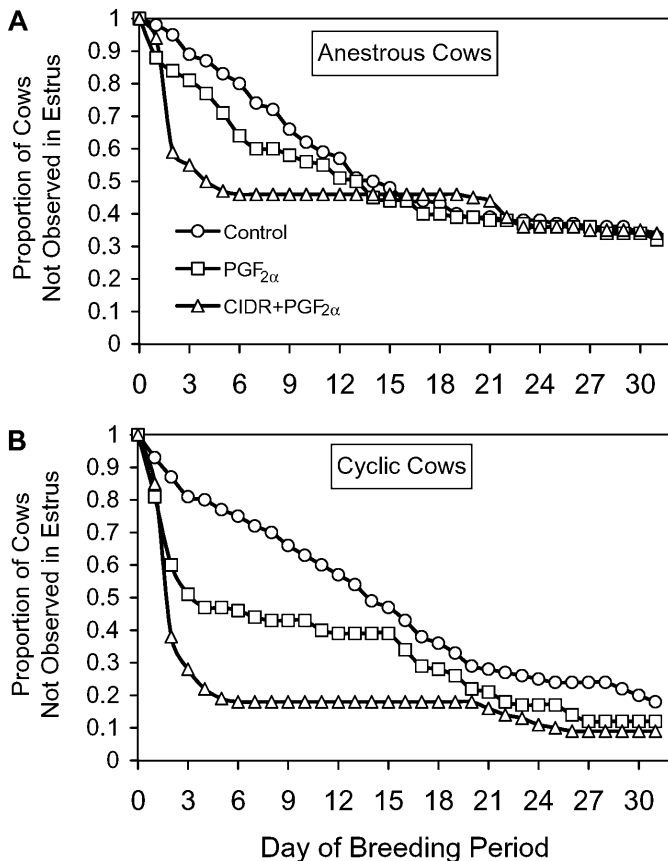 A
Anestrous Cows
Proportion of Cows
Not Observed in Estrus
1
0.9
0.8
0.7
0.6
0.5
0.4
0.3
0.2
0.1
0
Control
PGF2α
CIDR+PGF2α
0 3 6 9 12 15 18 21 24 27 30
B
Cyclic Cows
Proportion of Cows
Not Observed in Estrus
1
0.9
0.8
0.7
0.6
0.5
0.4
0.3
0.2
0.1
0
0 3 6 9 12 15 18 21 24 27 30
Day of Breeding Period